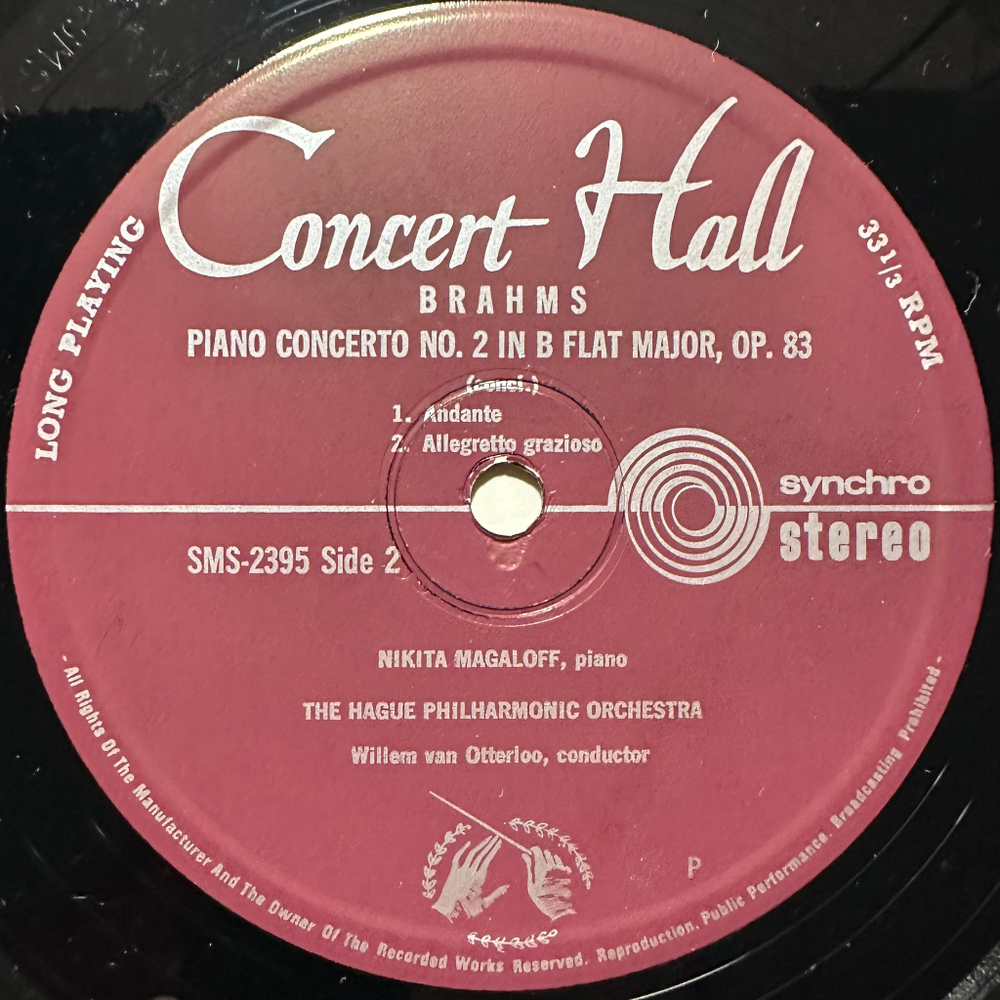 Concert Hall
LONG PLAYING
33 1/3 RPM
BRAHMS
PIANO CONCERTO NO. 2 IN B FLAT MAJOR, OP. 83
(concl.)
1. Andante
2. Allegretto grazioso
synchro
stereo
SMS-2395 Side 2
NIKITA MAGALOFF, piano
THE HAGUE PHILHARMONIC ORCHESTRA
Willem van Otterloo, conductor
P
- All Rights Of The Manufacturer And The Owner Of The Recorded Works Reserved. Reproduction, Public Performance, Broadcasting Prohibited -